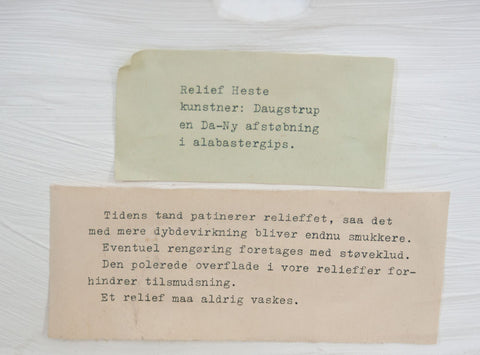 Relief Heste
kunstner: Daugstrup
en Da-Ny afstøbning
i alabastergips.
Tidens tand patinerer relieffet, saa det
med mere dybdevirkning bliver endnu smukkere.
Eventuel rengøring foretages med støveklud.
Den polerede overflade i vore relieffer for-
hindrer tilsmudsning.
Et relief maa aldrig vaskes.